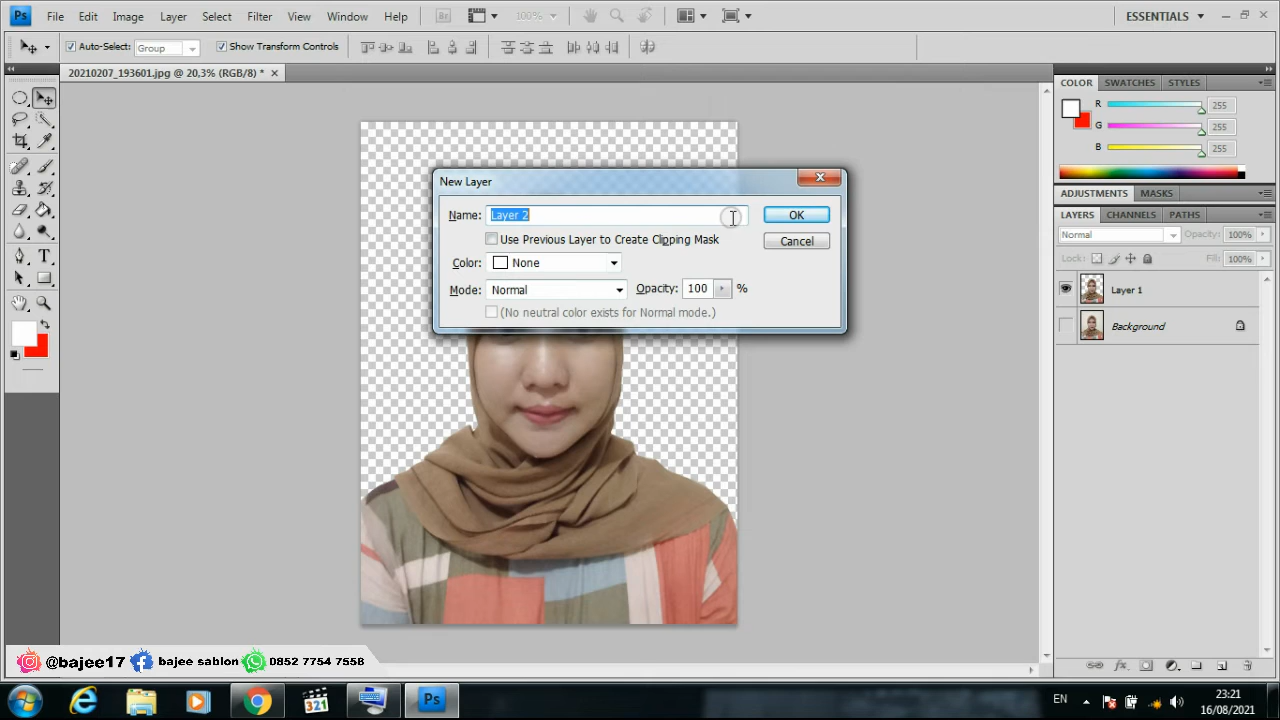 Ps File Edit Image Layer Select Filter View Window Help Br 100% ESSENTIALS
Auto-Select: Group Show Transform Controls
20210207_193601.jpg @ 20,3% (RGB/8) *
COLOR SWATCHES STYLES
R 255
G 255
B 255
ADJUSTMENTS MASKS
LAYERS CHANNELS PATHS
Normal Opacity: 100%
Lock: Fill: 100%
Layer 1
Background
New Layer
Name: Layer 2 OK
Use Previous Layer to Create Clipping Mask Cancel
Color: None
Mode: Normal Opacity: 100 %
(No neutral color exists for Normal mode.)
@bajee17 bajee sablon 0852 7754 7558
321 Ps EN 23:21
16/08/2021